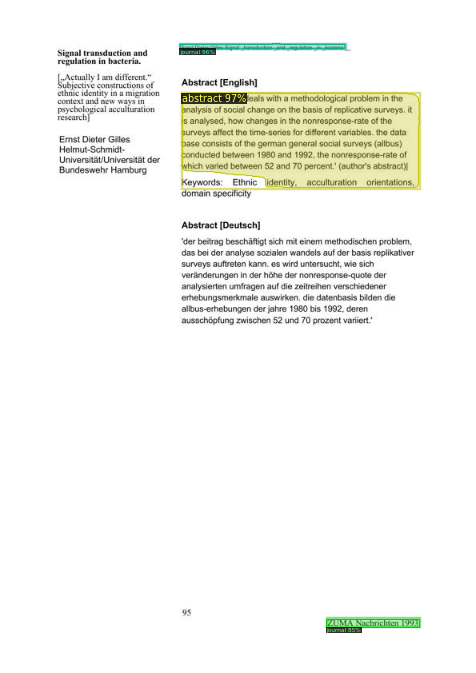 journal 96%
Signal transduction and
regulation in bacteria.
[„Actually I am different.“
Subjective constructions of
ethnic identity in a migration
context and new ways in
psychological acculturation
research]
Ernst Dieter Gilles
Helmut-Schmidt-
Universität/Universität der
Bundeswehr Hamburg
Abstract [English]
abstract 97% eals with a methodological problem in the
analysis of social change on the basis of replicative surveys. it
is analysed, how changes in the nonresponse-rate of the
surveys affect the time-series for different variables. the data
base consists of the german general social surveys (allbus)
conducted between 1980 and 1992, the nonresponse-rate of
which varied between 52 and 70 percent.' (author's abstract)|
Keywords: Ethnic identity, acculturation orientations,
domain specificity
Abstract [Deutsch]
'der beitrag beschäftigt sich mit einem methodischen problem,
das bei der analyse sozialen wandels auf der basis replikativer
surveys auftreten kann. es wird untersucht, wie sich
veränderungen in der höhe der nonresponse-quote der
analysierten umfragen auf die zeitreihen verschiedener
erhebungsmerkmale auswirken. die datenbasis bilden die
allbus-erhebungen der jahre 1980 bis 1992, deren
ausschöpfung zwischen 52 und 70 prozent variiert.'
95
ZUMA Nachrichten 1993
journal 85%